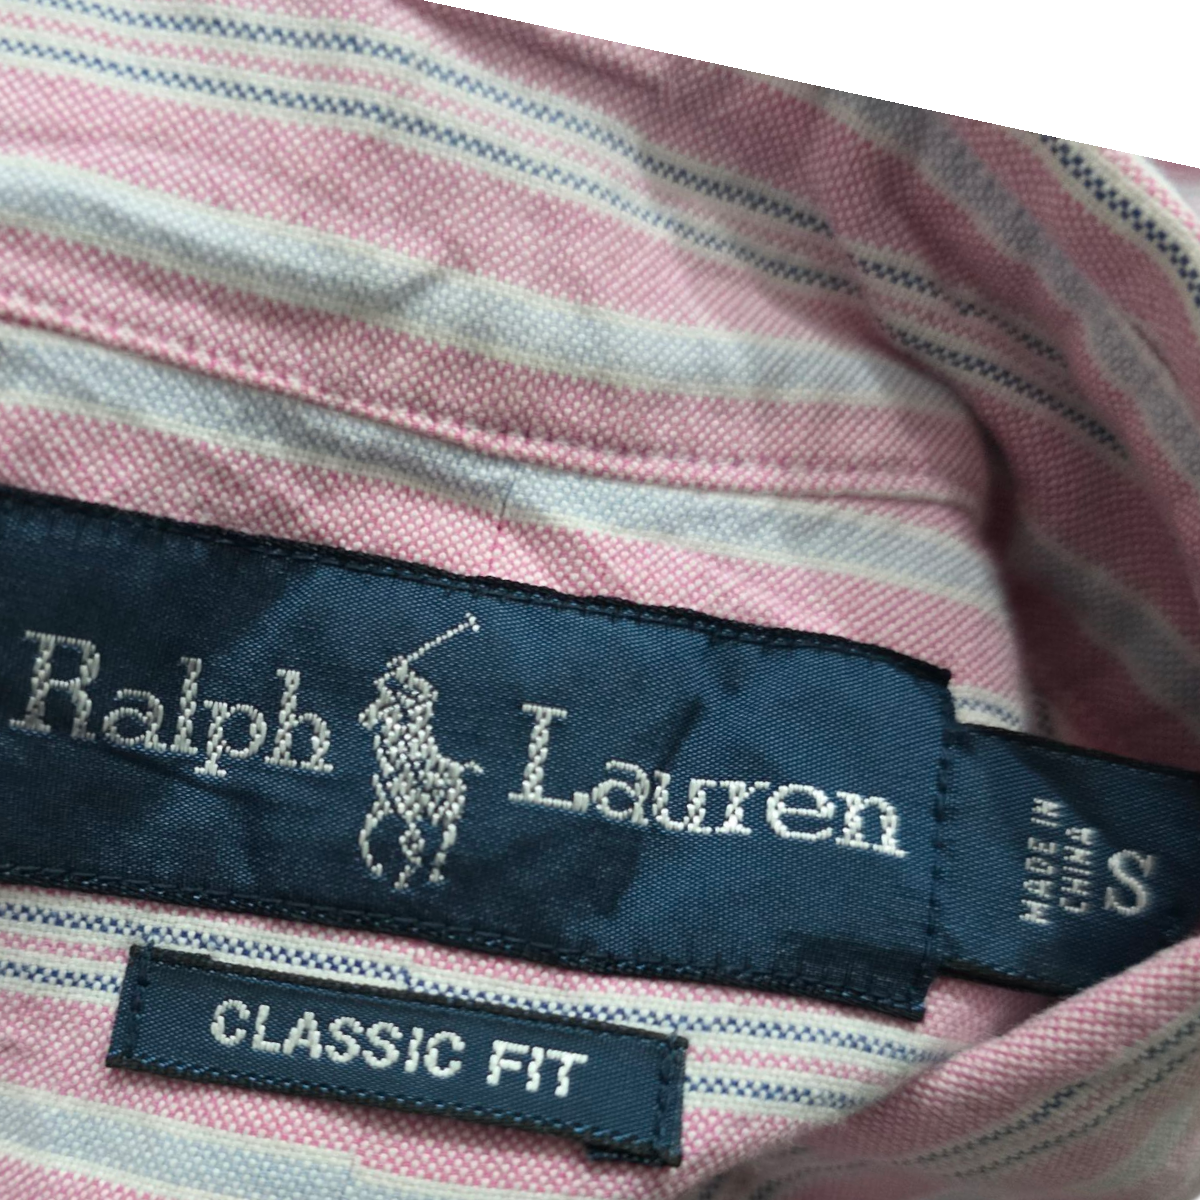 Ralph Lauren
MADE IN
CHINA
S
CLASSIC FIT